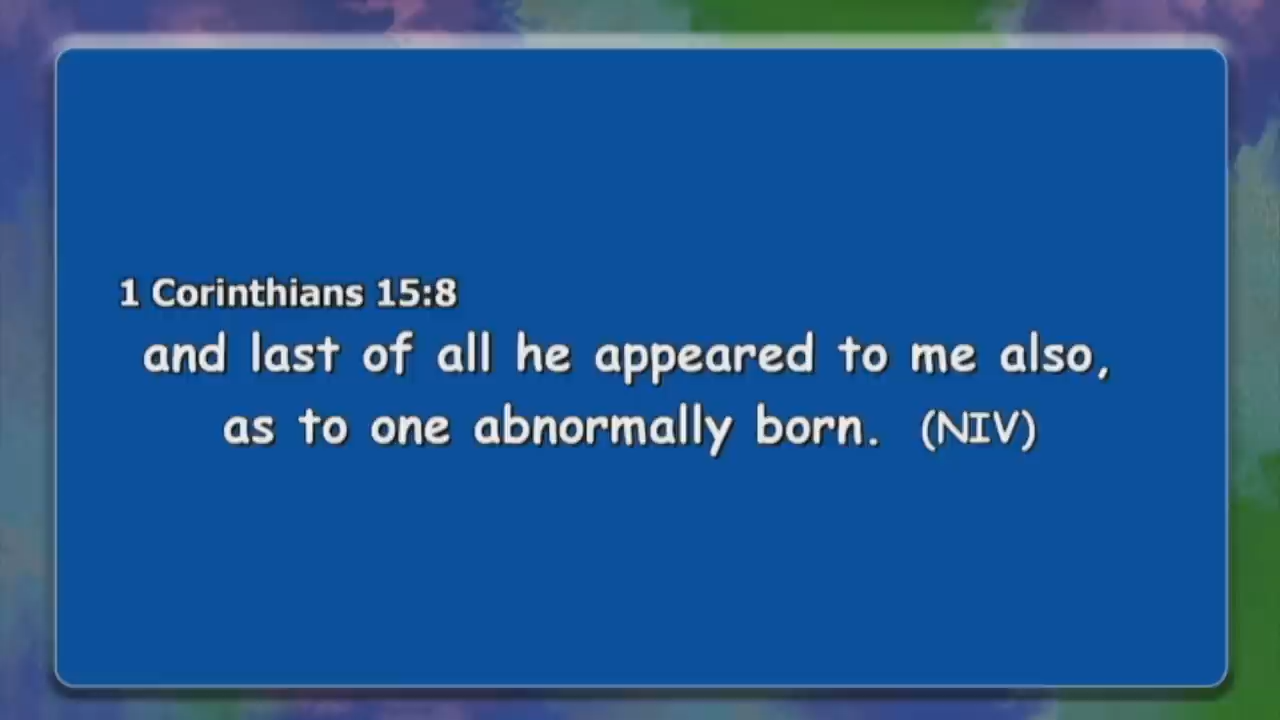 1 Corinthians 15:8
and last of all he appeared to me also,
as to one abnormally born. (NIV)